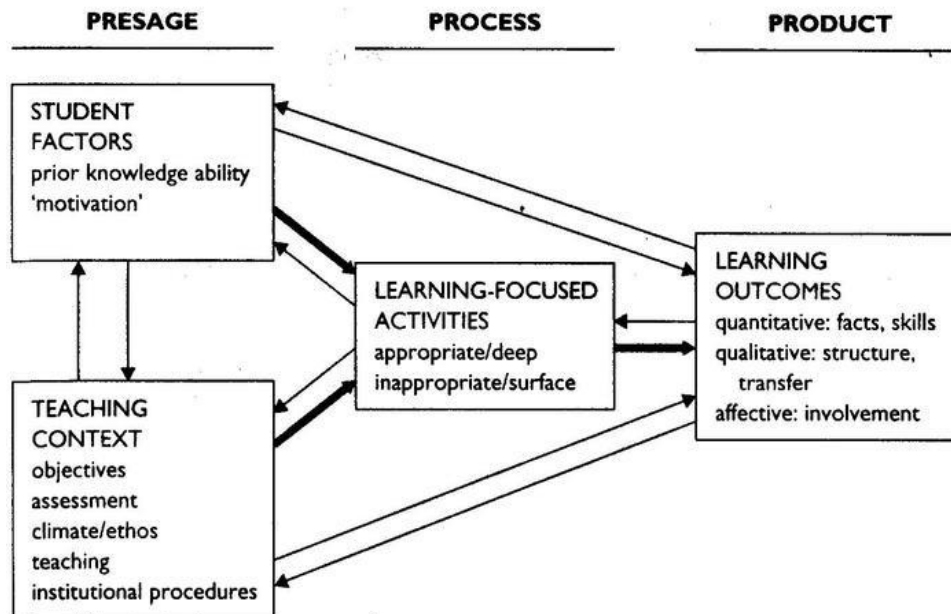 PRESAGE
PROCESS
PRODUCT
STUDENT
FACTORS
prior knowledge ability
‘motivation’
LEARNING-FOCUSED
ACTIVITIES
appropriate/deep
inappropriate/surface
LEARNING
OUTCOMES
quantitative: facts, skills
qualitative: structure,
transfer
affective: involvement
TEACHING
CONTEXT
objectives
assessment
climate/ethos
teaching
institutional procedures